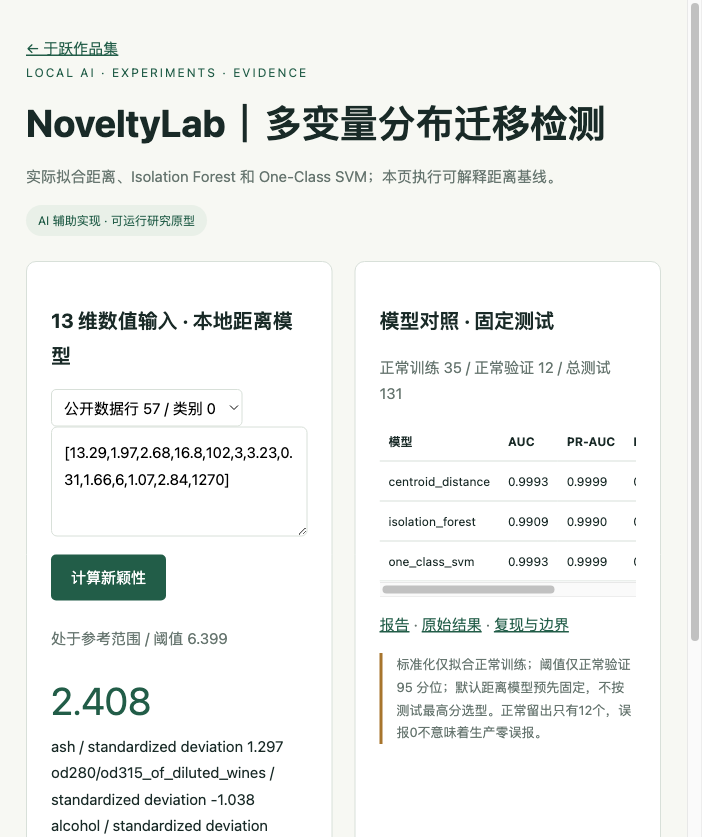 ← 于跃作品集
LOCAL AI · EXPERIMENTS · EVIDENCE
NoveltyLab｜多变量分布迁移检测
实际拟合距离、Isolation Forest 和 One-Class SVM；本页执行可解释距离基线。
AI 辅助实现 · 可运行研究原型
13 维数值输入 · 本地距离模
型
公开数据行 57 / 类别 0
[13.29,1.97,2.68,16.8,102,3,3.23,0.
31,1.66,6,1.07,2.84,1270]
计算新颖性
处于参考范围 / 阈值 6.399
2.408
ash / standardized deviation 1.297
od280/od315_of_diluted_wines /
standardized deviation -1.038
alcohol / standardized deviation
模型对照 · 固定测试
正常训练 35 / 正常验证 12 / 总测试
131
模型 AUC PR-AUC
centroid_distance 0.9993 0.9999
isolation_forest 0.9909 0.9990
one_class_svm 0.9993 0.9999
报告 · 原始结果 · 复现与边界
标准化仅拟合正常训练；阈值仅正常验证
95 分位；默认距离模型预先固定，不按
测试最高分选型。正常留出只有12个，误
报0不意味着生产零误报。